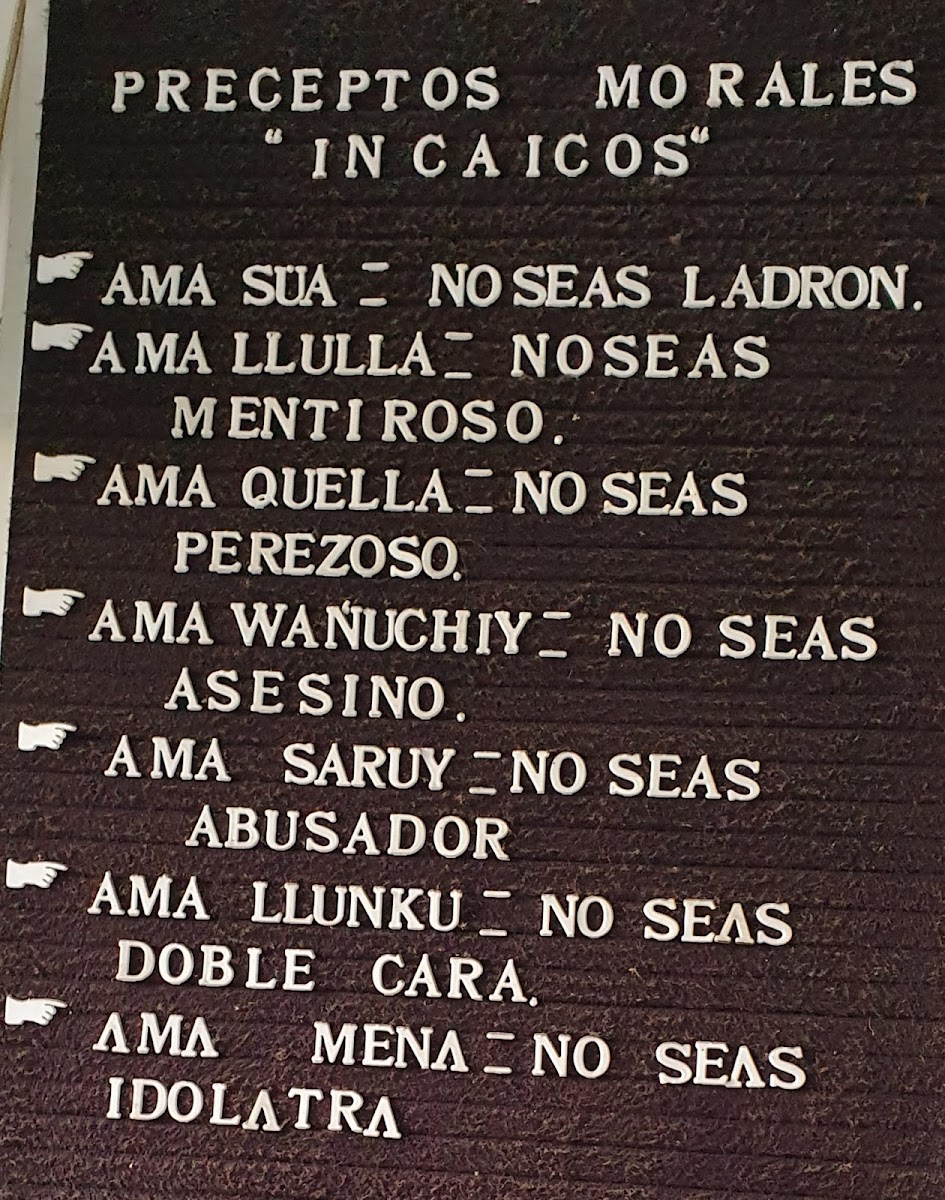 PRECEPTOS MORALES
"INCAICOS"
AMA SÜA = NO SEAS LADRON.
AMA LLULLA = NO SEAS
MENTIROSO.
AMA QUELLA = NO SEAS
PEREZOSO.
AMA WAÑUCHIY = NO SEAS
ASESINO.
AMA SARUY = NO SEAS
ABUSADOR
AMA LLUNKU = NO SEAS
DOBLE CARA.
AMA MENA = NO SEAS
IDOLATRA